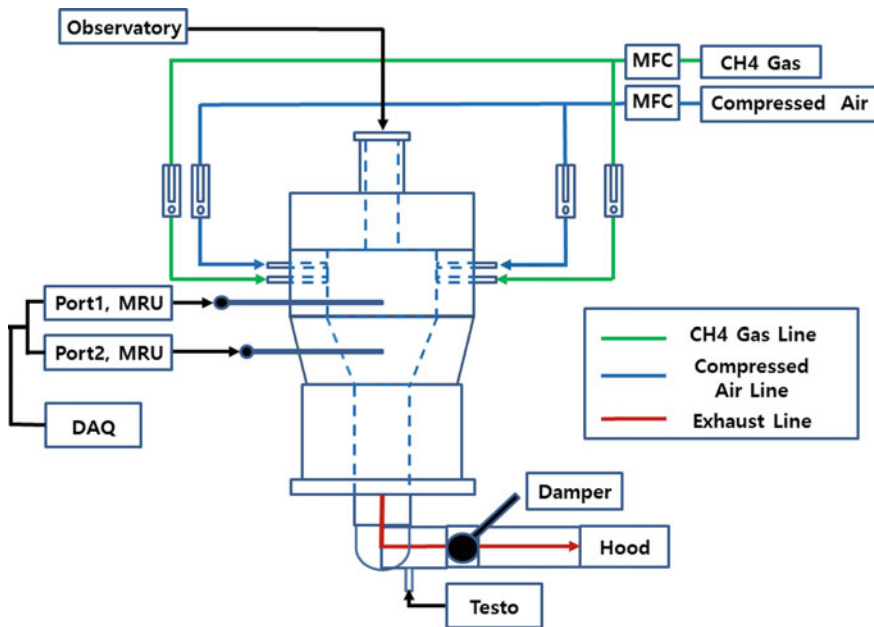 Observatory
MFC
CH4 Gas
MFC
Compressed Air
Port1, MRU
Port2, MRU
DAQ
CH4 Gas Line
Compressed
Air Line
Exhaust Line
Damper
Hood
Testo